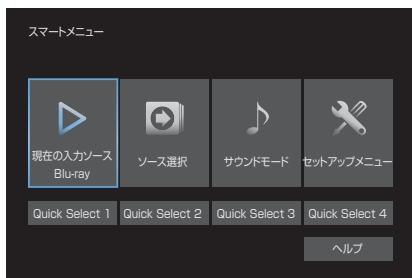 スマートメニュー
現在の入力ソース
Blu-ray
ソース選択
サウンドモード
セットアップメニュー
Quick Select 1
Quick Select 2
Quick Select 3
Quick Select 4
ヘルプ